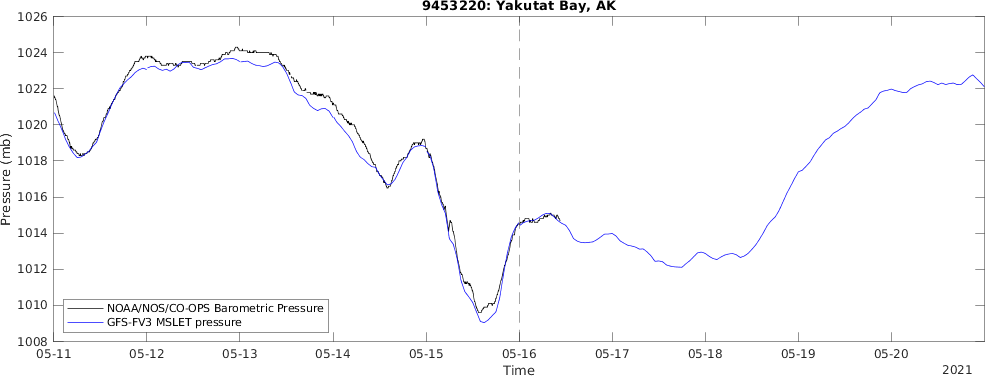 9453220: Yakutat Bay, AK
Pressure (mb)
1026
1024
1022
1020
1018
1016
1014
1012
1010
1008
NOAA/NOS/CO-OPS Barometric Pressure
GFS-FV3 MSLET pressure
05-11 05-12 05-13 05-14 05-15 05-16 05-17 05-18 05-19 05-20
Time
2021